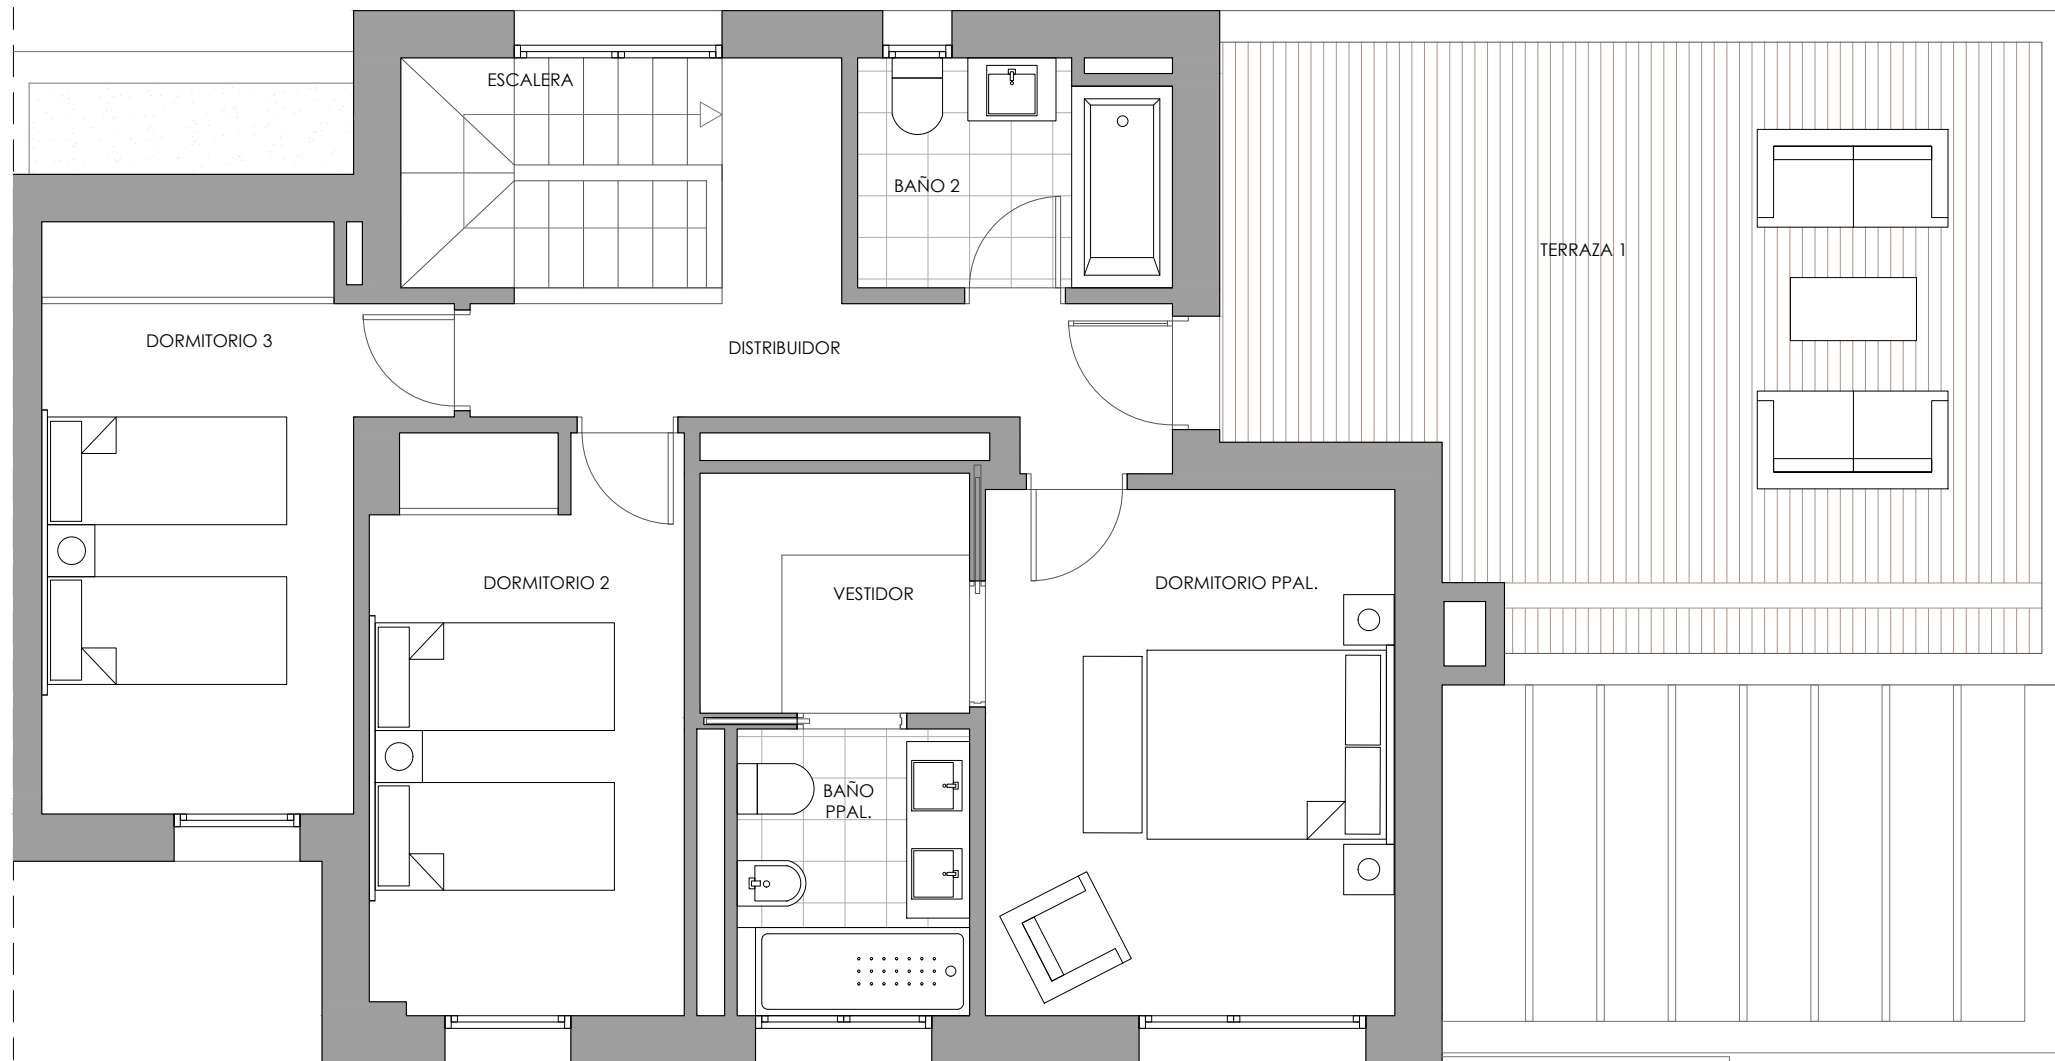 ESCALERA
BAÑO 2
TERRAZA 1
DORMITORIO 3
DISTRIBUIDOR
DORMITORIO 2
VESTIDOR
DORMITORIO PPAL.
BAÑO
PPAL.